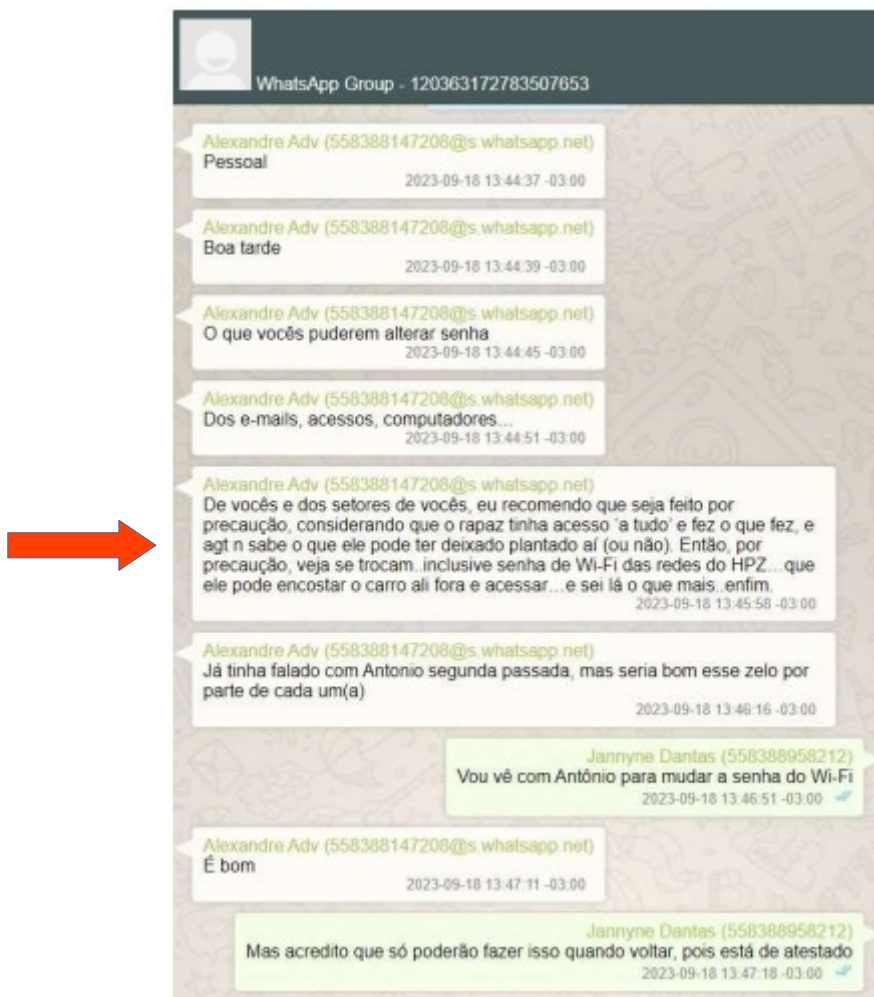 WhatsApp Group - 120363172783507653
Alexandre Adv (558388147208@s.whatsapp.net)
Pessoal
2023-09-18 13:44:37 -03:00
Alexandre Adv (558388147208@s.whatsapp.net)
Boa tarde
2023-09-18 13:44:39 -03:00
Alexandre Adv (558388147208@s.whatsapp.net)
O que vocês puderem alterar senha
2023-09-18 13:44:45 -03:00
Alexandre Adv (558388147208@s.whatsapp.net)
Dos e-mails, acessos, computadores...
2023-09-18 13:44:51 -03:00
Alexandre Adv (558388147208@s.whatsapp.net)
De vocês e dos setores de vocês, eu recomendo que seja feito por
precaução, considerando que o rapaz tinha acesso 'a tudo' e fez o que fez, e
agt n sabe o que ele pode ter deixado plantado aí (ou não). Então, por
precaução, veja se trocam..inclusive senha de Wi-Fi das redes do HPZ...que
ele pode encostar o carro ali fora e acessar...e sei lá o que mais..enfim.
2023-09-18 13:45:58 -03:00
Alexandre Adv (558388147208@s.whatsapp.net)
Já tinha falado com Antonio segunda passada, mas seria bom esse zelo por
parte de cada um(a)
2023-09-18 13:46:16 -03:00
Jannyne Dantas (558388958212)
Vou vê com Antônio para mudar a senha do Wi-Fi
2023-09-18 13:46:51 -03:00
Alexandre Adv (558388147208@s.whatsapp.net)
É bom
2023-09-18 13:47:11 -03:00
Jannyne Dantas (558388958212)
Mas acredito que só poderão fazer isso quando voltar, pois está de atestado
2023-09-18 13:47:18 -03:00